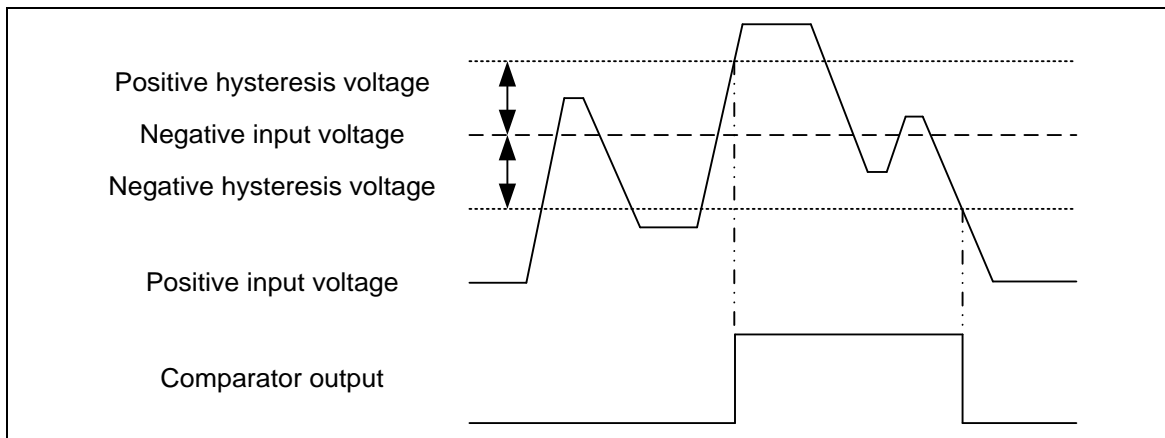 Positive hysteresis voltage
Negative input voltage
Negative hysteresis voltage
Positive input voltage
Comparator output